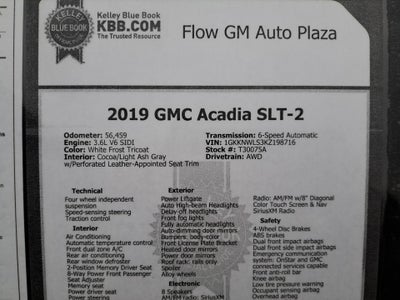 KELLEY
BLUE BOOK
Kelley Blue Book
KBB.COM
The Trusted Resource
Flow GM Auto Plaza
2019 GMC Acadia SLT-2
Odometer: 56,459
Engine: 3.6L V6 SIDI
Color: White Frost Tricoat
Interior: Cocoa/Light Ash Gray
w/Perforated Leather-Appointed Seat Trim
Transmission: 6-Speed Automatic
VIN: 1GKKNWLS3KZ198716
Stock #: T30075A
Drivetrain: AWD
Technical
Four wheel independent
suspension
Speed-sensing steering
Traction control
Interior
Air Conditioning
Automatic temperature control
Front dual zone A/C
Rear air conditioning
Rear window defroster
2-Position Memory Driver Seat
8-Way Power Front Passenger
Seat Adjuster
Memory seat
Power driver seat
Power steering
Exterior
Power Liftgate
Auto High-beam Headlights
Delay-off headlights
Front fog lights
Fully automatic headlights
Auto-dimming door mirrors
Bumpers: body-color
Front License Plate Bracket
Heated door mirrors
Power door mirrors
Roof rack: rails only
Spoiler
Alloy wheels
Electronic
8 Speakers
AM/FM radio: SiriusXM
Radio: AM/FM w/8" Diagonal
Color Touch Screen & Nav
SiriusXM Radio
Safety
4-Wheel Disc Brakes
ABS brakes
Dual front impact airbags
Dual front side impact airbags
Emergency communication
system: OnStar and GMC
connected services capable
Front anti-roll bar
Knee airbag
Low tire pressure warning
Occupant sensing airbag
Overhead airbag